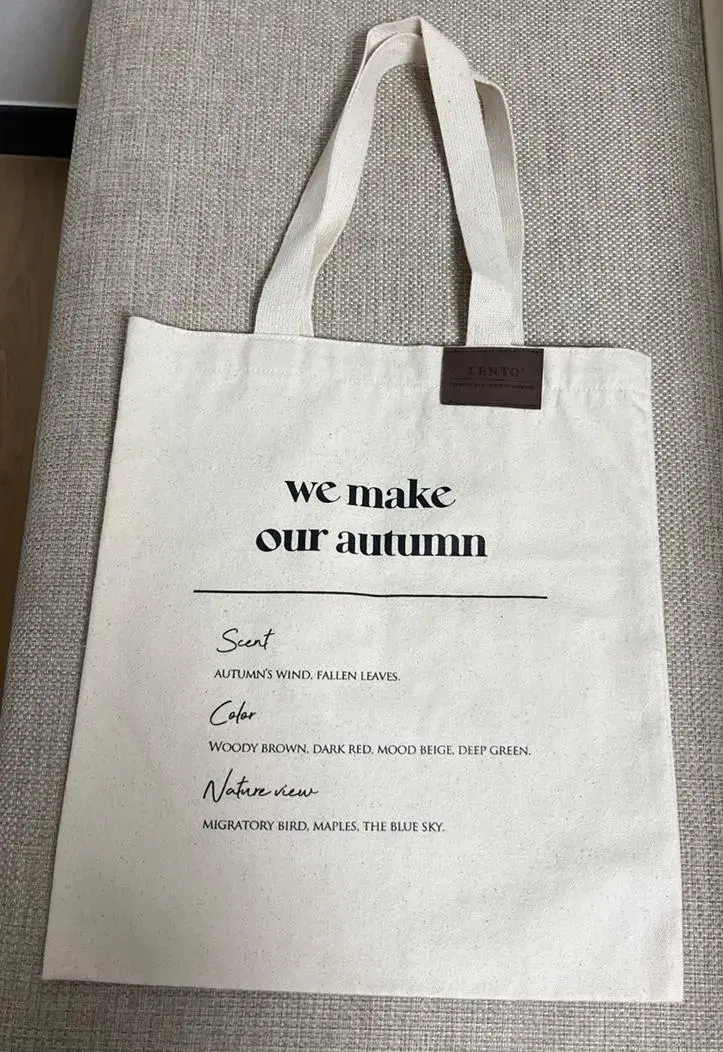 LENTO'
we make
our autumn
Scent
AUTUMN'S WIND, FALLEN LEAVES.
Color
WOODY BROWN, DARK RED, MOOD BEIGE, DEEP GREEN.
Nature view
MIGRATORY BIRD, MAPLES, THE BLUE SKY.